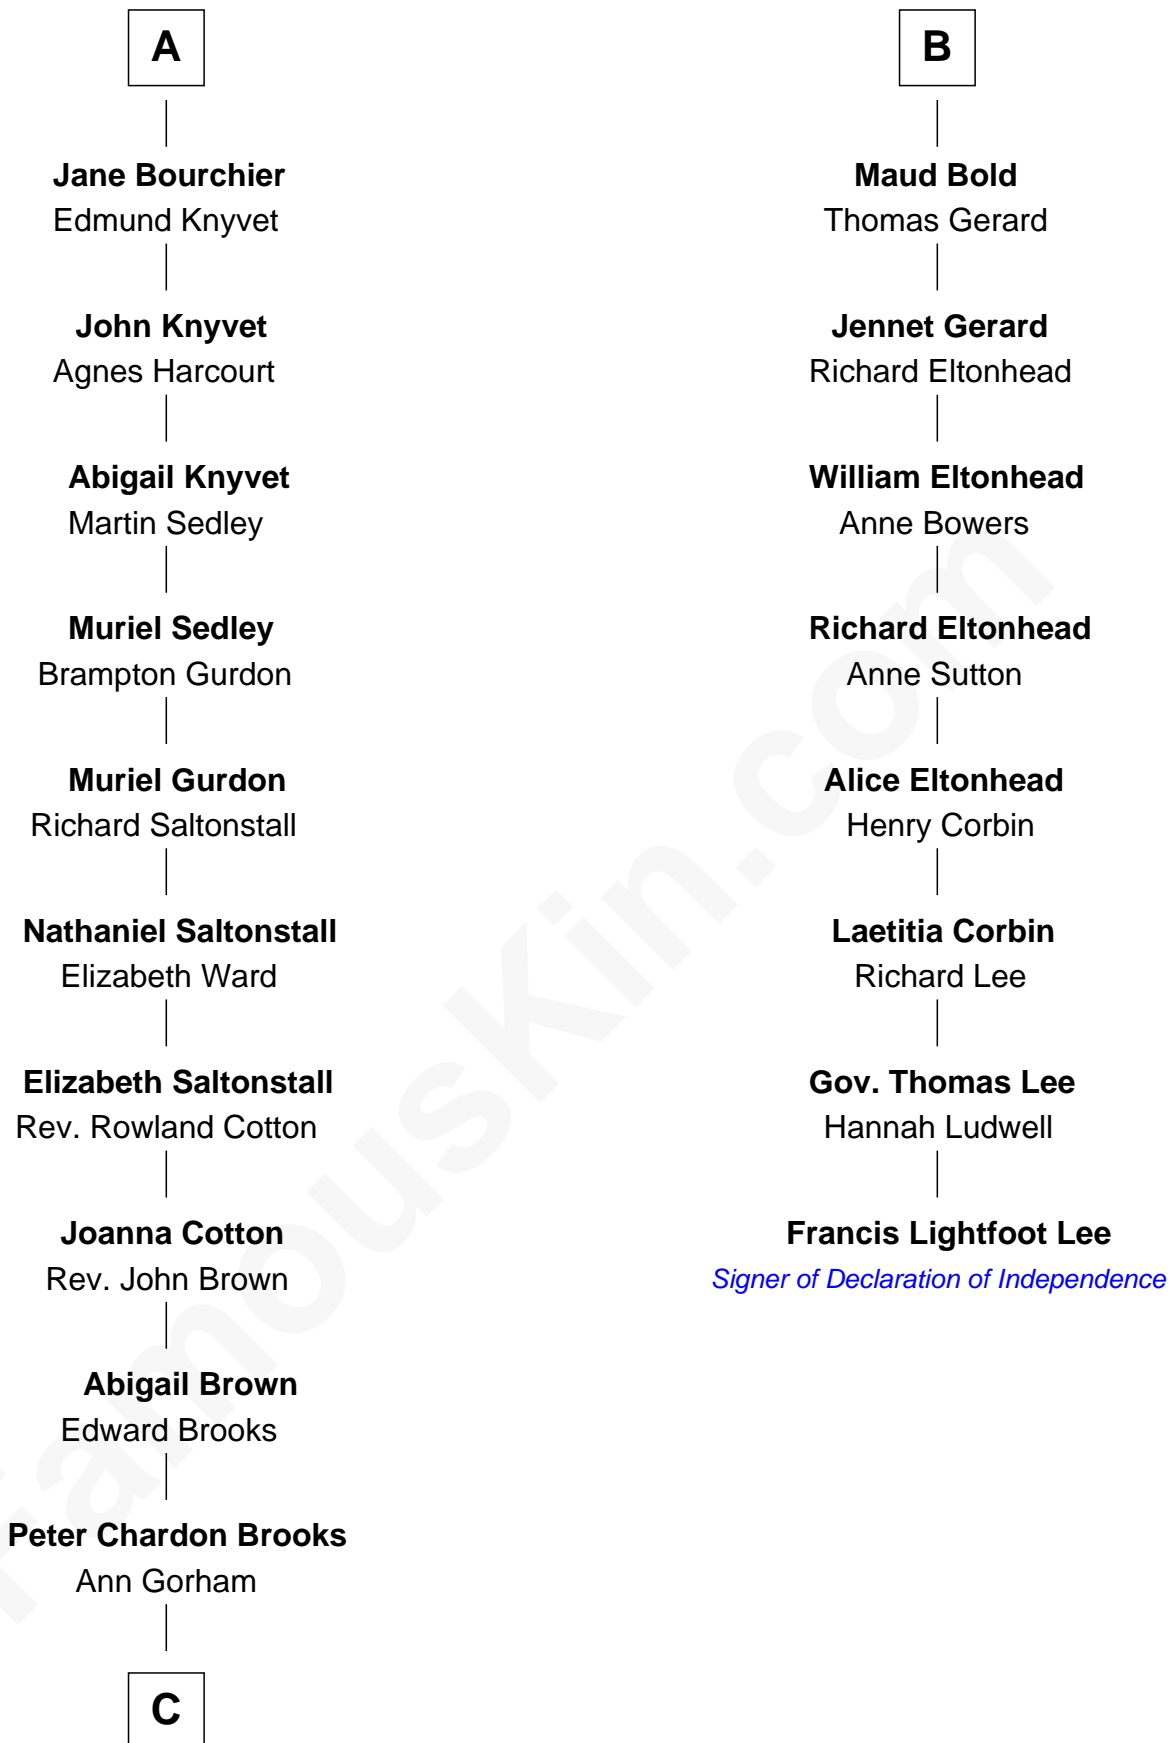 A
Jane Bourchier
Edmund Knyvet
John Knyvet
Agnes Harcourt
Abigail Knyvet
Martin Sedley
Muriel Sedley
Brampton Gurdon
Muriel Gurdon
Richard Saltonstall
Nathaniel Saltonstall
Elizabeth Ward
Elizabeth Saltonstall
Rev. Rowland Cotton
Joanna Cotton
Rev. John Brown
Abigail Brown
Edward Brooks
Peter Chardon Brooks
Ann Gorham
C
B
Maud Bold
Thomas Gerard
Jennet Gerard
Richard Eltonhead
William Eltonhead
Anne Bowers
Richard Eltonhead
Anne Sutton
Alice Eltonhead
Henry Corbin
Laetitia Corbin
Richard Lee
Gov. Thomas Lee
Hannah Ludwell
Francis Lightfoot Lee
Signer of Declaration of Independence
FamousKin.com